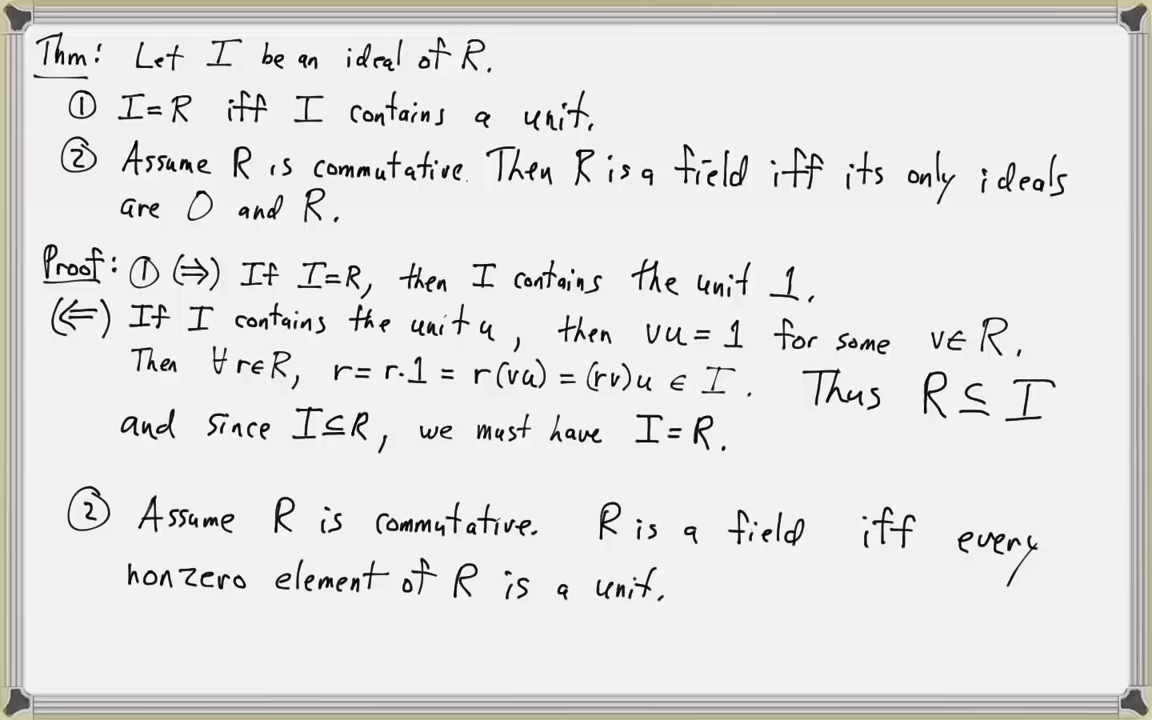 Thm: Let I be an ideal of R.
① I=R iff I contains a unit.
② Assume R is commutative. Then R is a field iff its only ideals
are 0 and R.
Proof: ① (⇒) If I=R, then I contains the unit 1.
(⇐) If I contains the unit u, then vu = 1 for some v∈R.
Then ∀r∈R, r = r·1 = r(vu) = (rv)u ∈ I. Thus R ⊆ I
and since I⊆R, we must have I=R.
② Assume R is commutative. R is a field iff every
nonzero element of R is a unit.